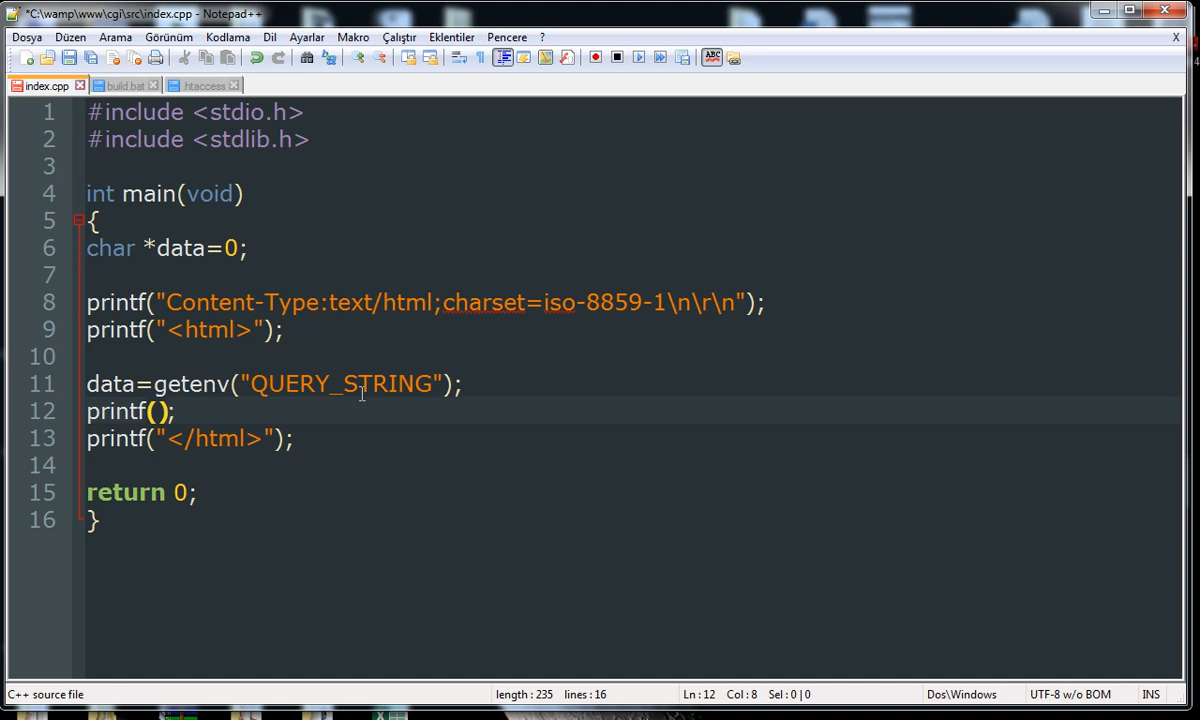 *C:\wamp\www\cgi\src\index.cpp - Notepad++
Dosya Düzen Arama Görünüm Kodlama Dil Ayarlar Makro Çalıştır Eklentiler Pencere ? X
index.cpp build.bat .htaccess
1 #include <stdio.h>
2 #include <stdlib.h>
3
4 int main(void)
5 {
6 char *data=0;
7
8 printf("Content-Type:text/html;charset=iso-8859-1\n\r\n");
9 printf("<html>");
10
11 data=getenv("QUERY_STRING");
12 printf();
13 printf("</html>");
14
15 return 0;
16 }
C++ source file length : 235 lines : 16 Ln : 12 Col : 8 Sel : 0 | 0 Dos\Windows UTF-8 w/o BOM INS